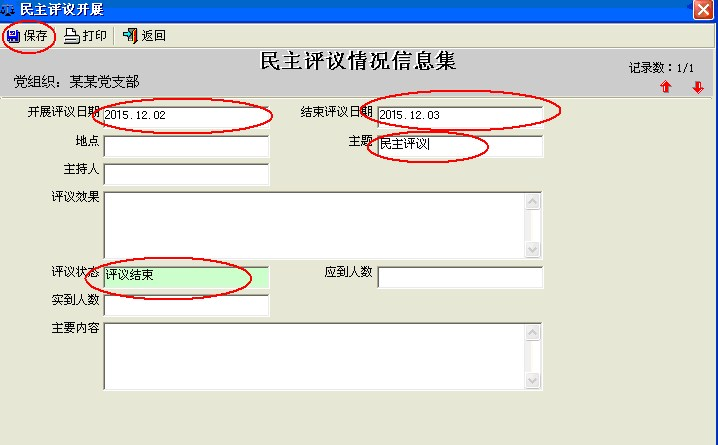 民主评议开展
保存 打印 返回
民主评议情况信息集
党组织：某某党支部 记录数：1/1
开展评议日期 2015.12.02 结束评议日期 2015.12.03
地点 主题 民主评议
主持人
评议效果
评议状态 评议结束 应到人数
实到人数
主要内容